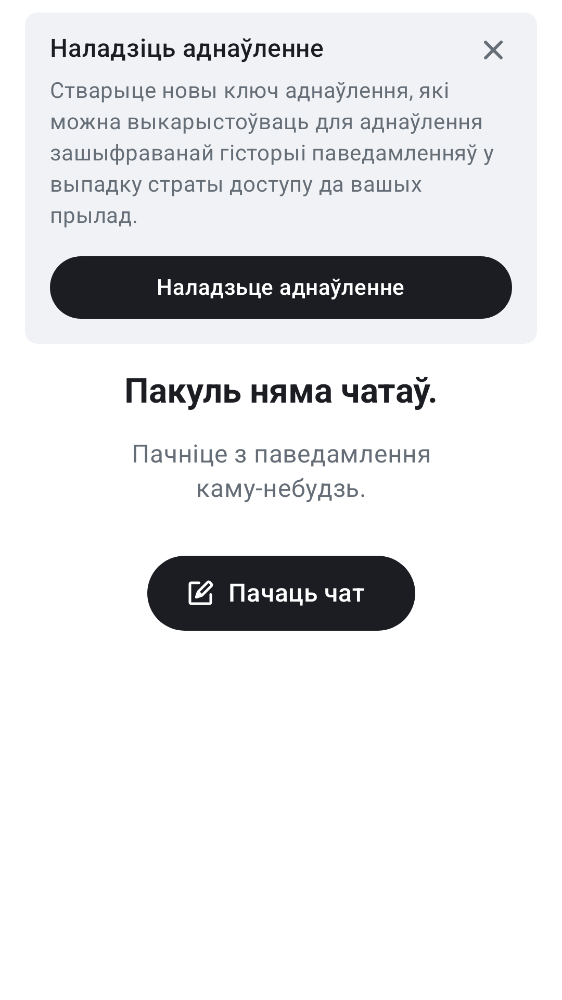 Наладзіць аднаўленне
Стварыце новы ключ аднаўлення, які
можна выкарыстоўваць для аднаўлення
зашыфраванай гісторыі паведамленняў у
выпадку страты доступу да вашых
прылад.
Наладзьце аднаўленне
Пакуль няма чатаў.
Пачніце з паведамлення
каму-небудзь.
Пачаць чат